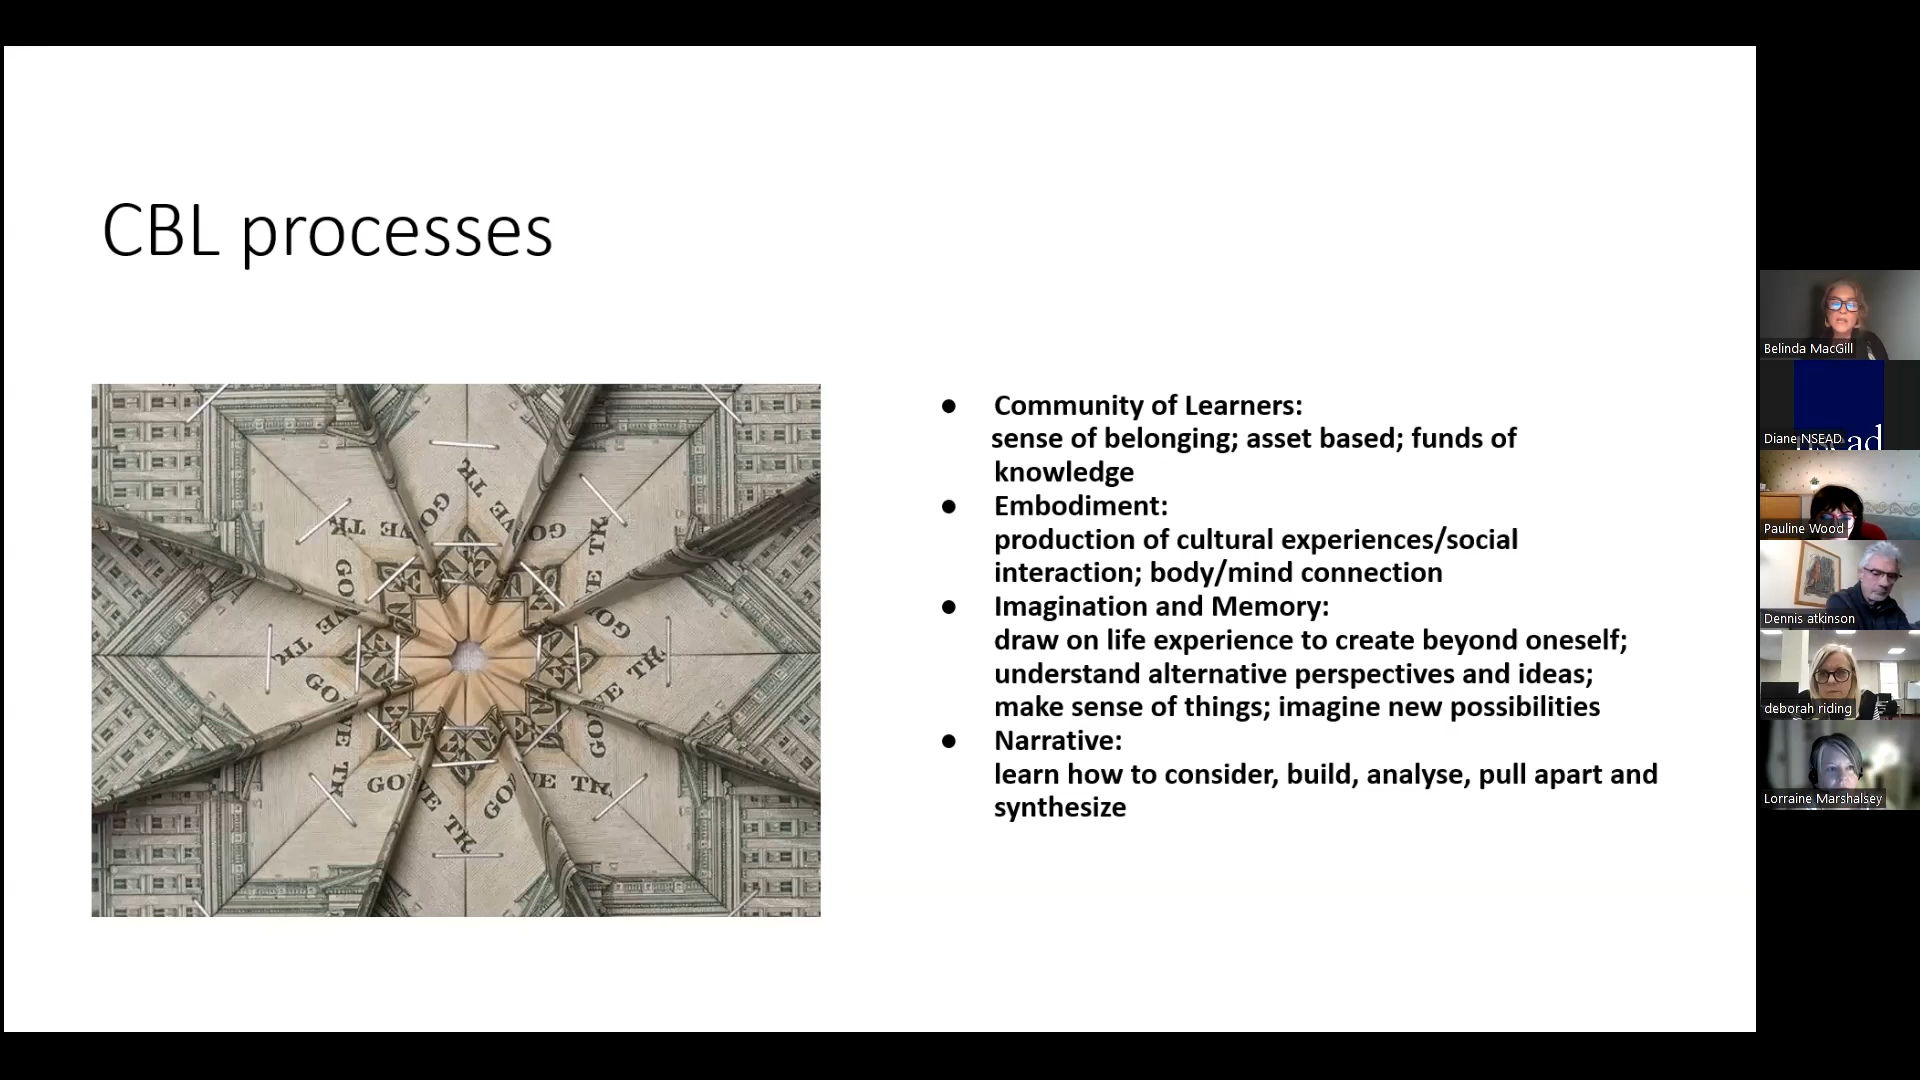 CBL processes
● Community of Learners:
sense of belonging; asset based; funds of
knowledge
● Embodiment:
production of cultural experiences/social
interaction; body/mind connection
● Imagination and Memory:
draw on life experience to create beyond oneself;
understand alternative perspectives and ideas;
make sense of things; imagine new possibilities
● Narrative:
learn how to consider, build, analyse, pull apart and
synthesize
GO
WE
TR
Belinda MacGill
Diane NSEAD
Pauline Wood
Dennis atkinson
deborah riding
Lorraine Marshalsey